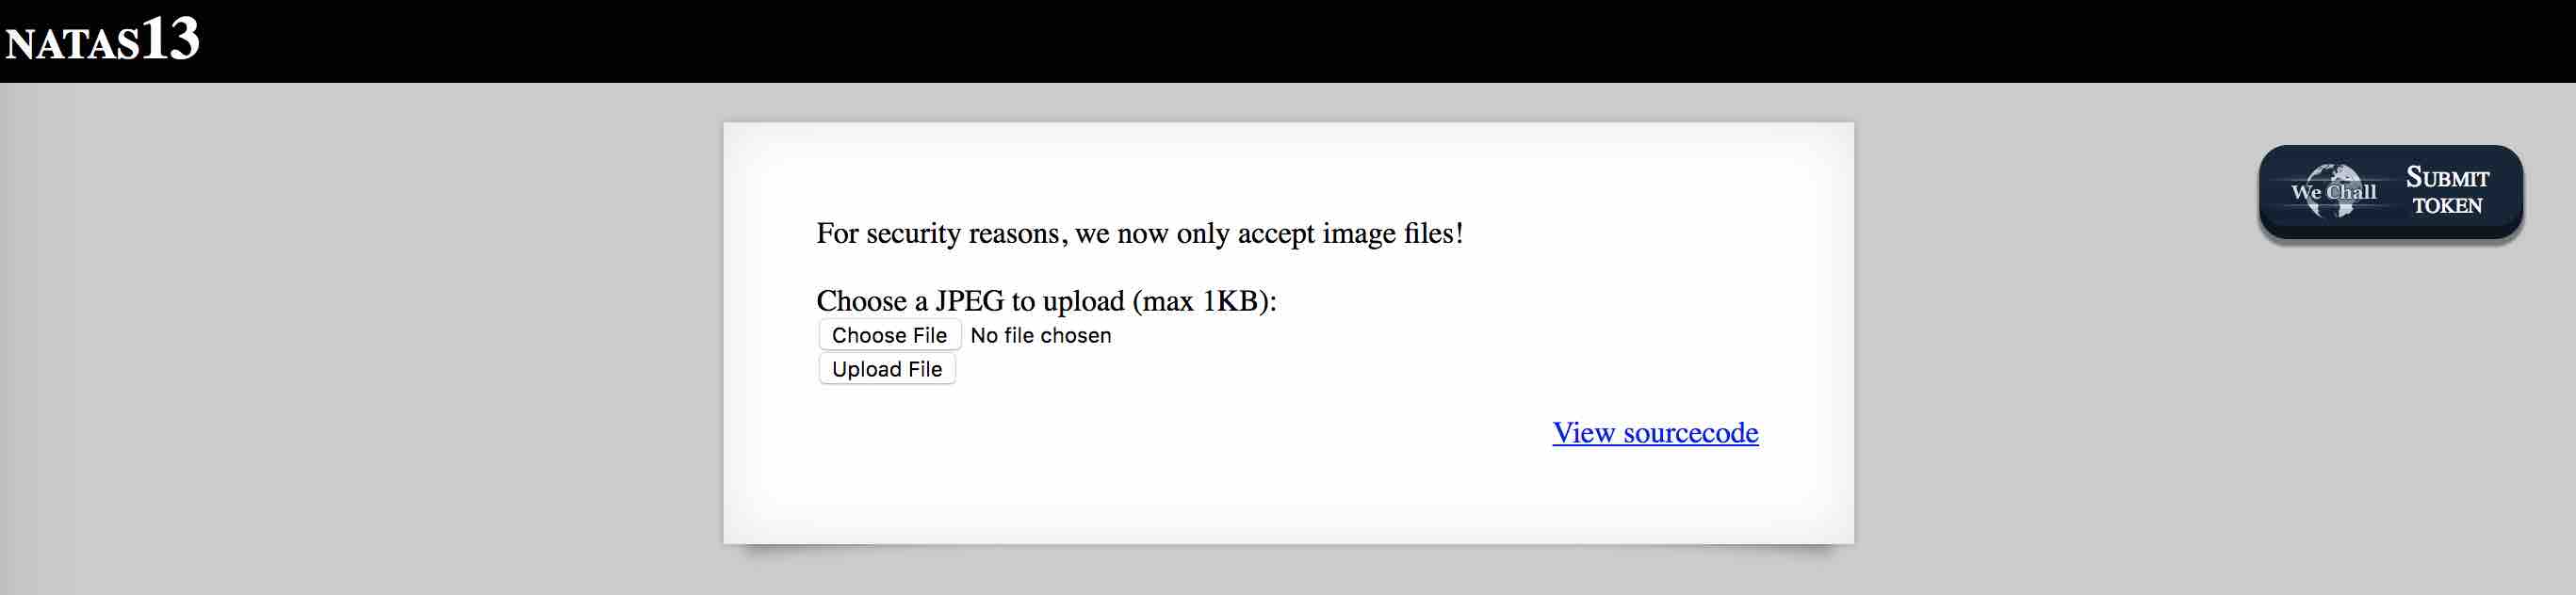 NATAS13
We Chall
SUBMIT
TOKEN
For security reasons, we now only accept image files!
Choose a JPEG to upload (max 1KB):
Choose File No file chosen
Upload File
View sourcecode